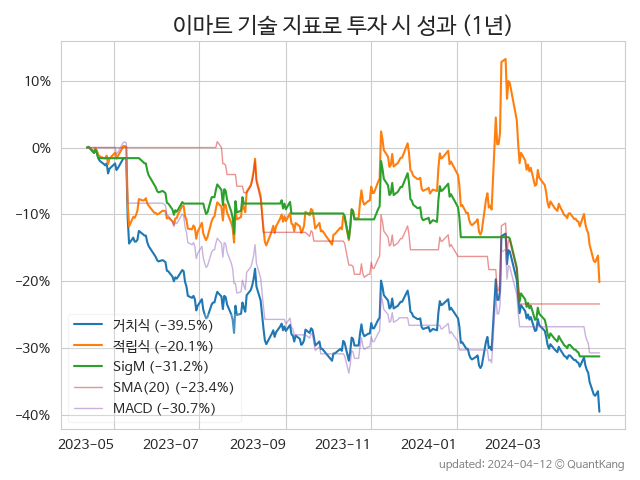 이마트 기술 지표로 투자 시 성과 (1년)
10%
0%
−10%
−20%
−30%
−40%
거치식 (−39.5%)
적립식 (−20.1%)
SigM (−31.2%)
SMA(20) (−23.4%)
MACD (−30.7%)
2023-05 2023-07 2023-09 2023-11 2024-01 2024-03
updated: 2024-04-12 © QuantKang